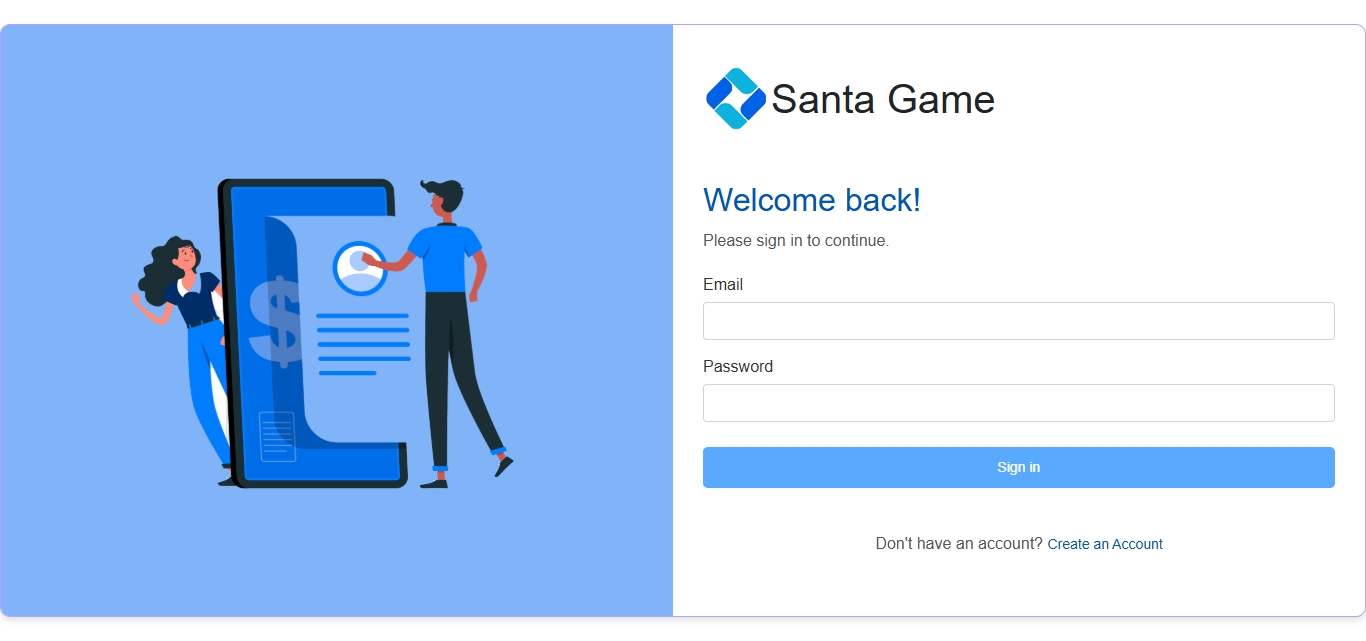 Santa Game
Welcome back!
Please sign in to continue.
Email
Password
Sign in
Don't have an account? Create an Account
$